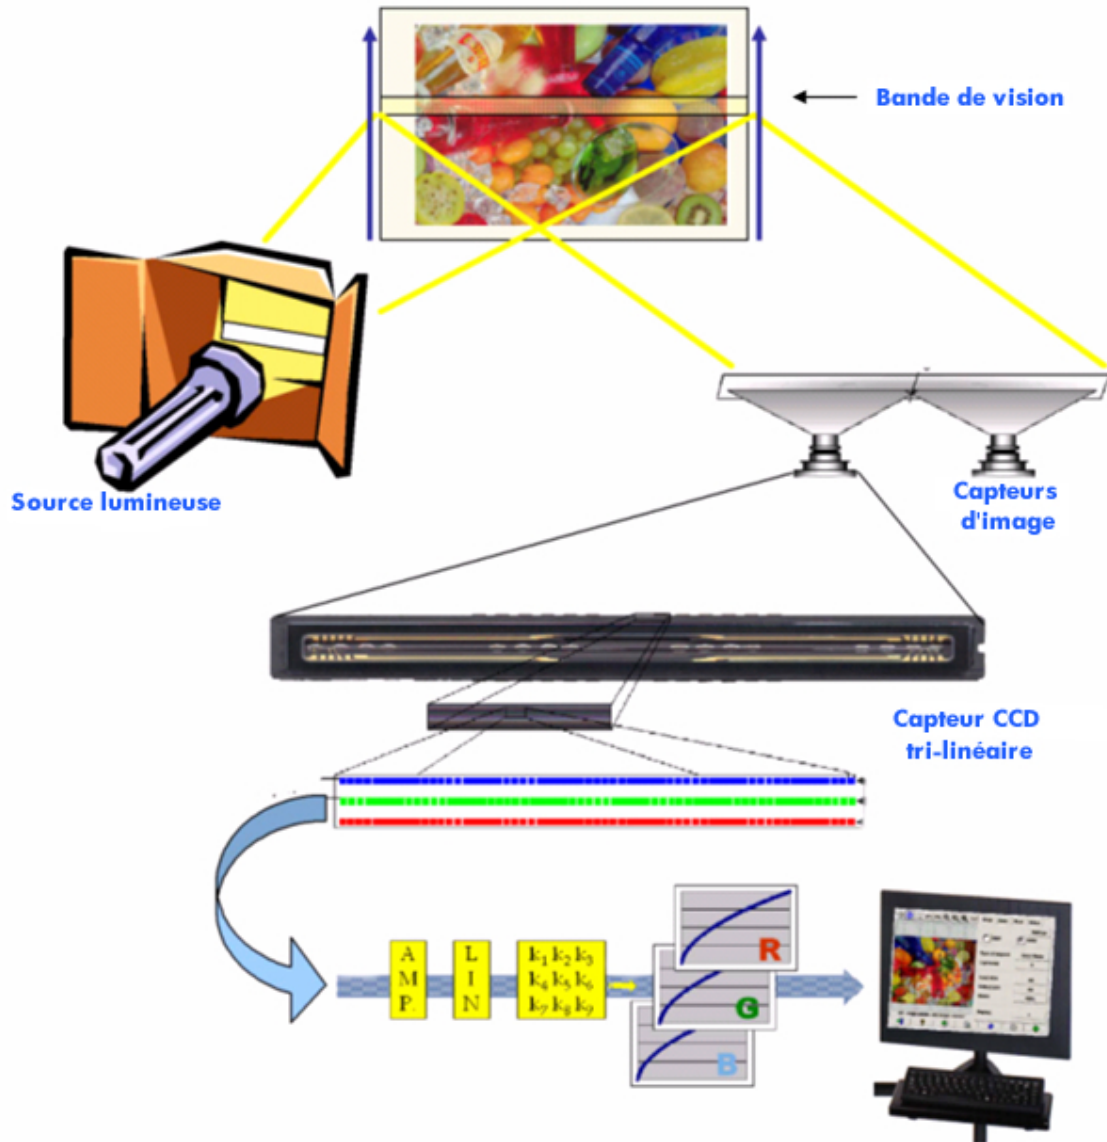 Bande de vision
Source lumineuse
Capteurs
d'image
Capteur CCD
tri-linéaire
A
M
P.
L
I
N
k₁ k₂ k₃
k₄ k₅ k₆
k₇ k₈ k₉
R
G
B